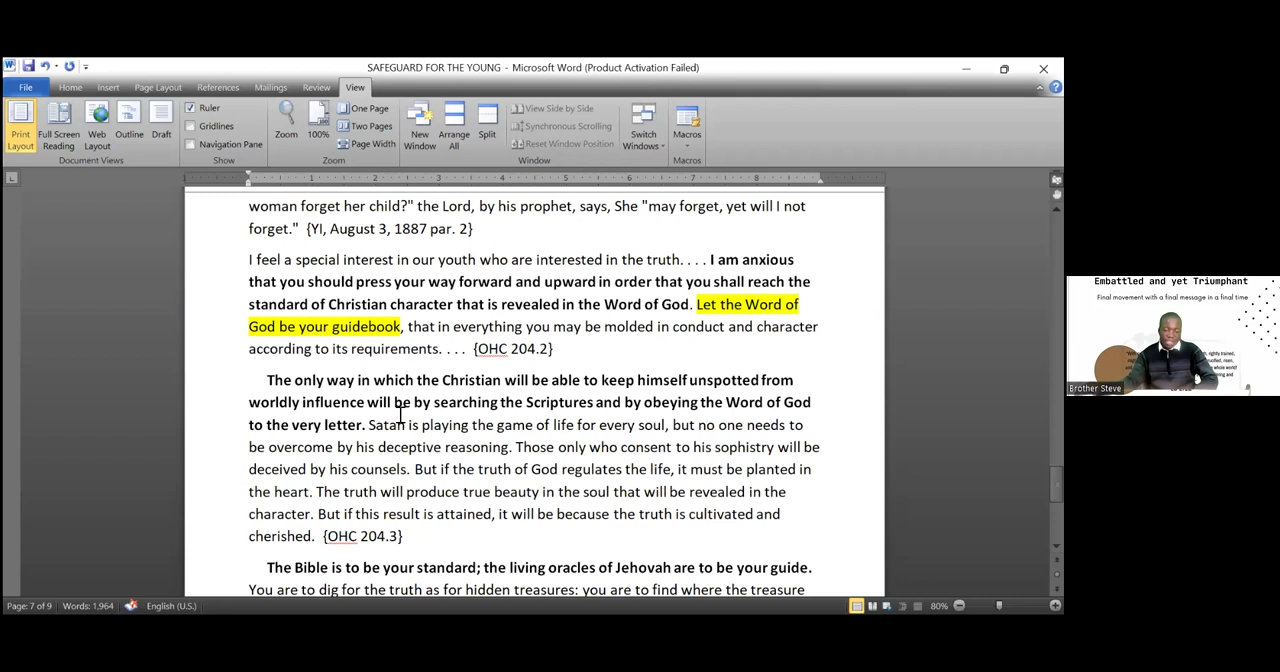 SAFEGUARD FOR THE YOUNG - Microsoft Word (Product Activation Failed)
File Home Insert Page Layout References Mailings Review View
Print Layout
Full Screen Reading
Web Layout
Outline
Draft
Document Views
Ruler
Gridlines
Navigation Pane
Show
Zoom
100%
One Page
Two Pages
Page Width
Zoom
New Window
Arrange All
Split
View Side by Side
Synchronous Scrolling
Reset Window Position
Window
Switch Windows
Macros
Macros
1 2 3 4 5 6 7 8
woman forget her child?" the Lord, by his prophet, says, She "may forget, yet will I not
forget." {YI, August 3, 1887 par. 2}
I feel a special interest in our youth who are interested in the truth. . . . I am anxious
that you should press your way forward and upward in order that you shall reach the
standard of Christian character that is revealed in the Word of God. Let the Word of
God be your guidebook, that in everything you may be molded in conduct and character
according to its requirements. . . . {OHC 204.2}
The only way in which the Christian will be able to keep himself unspotted from
worldly influence will be by searching the Scriptures and by obeying the Word of God
to the very letter. Satan is playing the game of life for every soul, but no one needs to
be overcome by his deceptive reasoning. Those only who consent to his sophistry will be
deceived by his counsels. But if the truth of God regulates the life, it must be planted in
the heart. The truth will produce true beauty in the soul that will be revealed in the
character. But if this result is attained, it will be because the truth is cultivated and
cherished. {OHC 204.3}
The Bible is to be your standard; the living oracles of Jehovah are to be your guide.
You are to dig for the truth as for hidden treasures; you are to find where the treasure
Page: 7 of 9 Words: 1,964 English (U.S.) 80%
Embattled and yet Triumphant
Final movement with a final message in a final time
Brother Steve